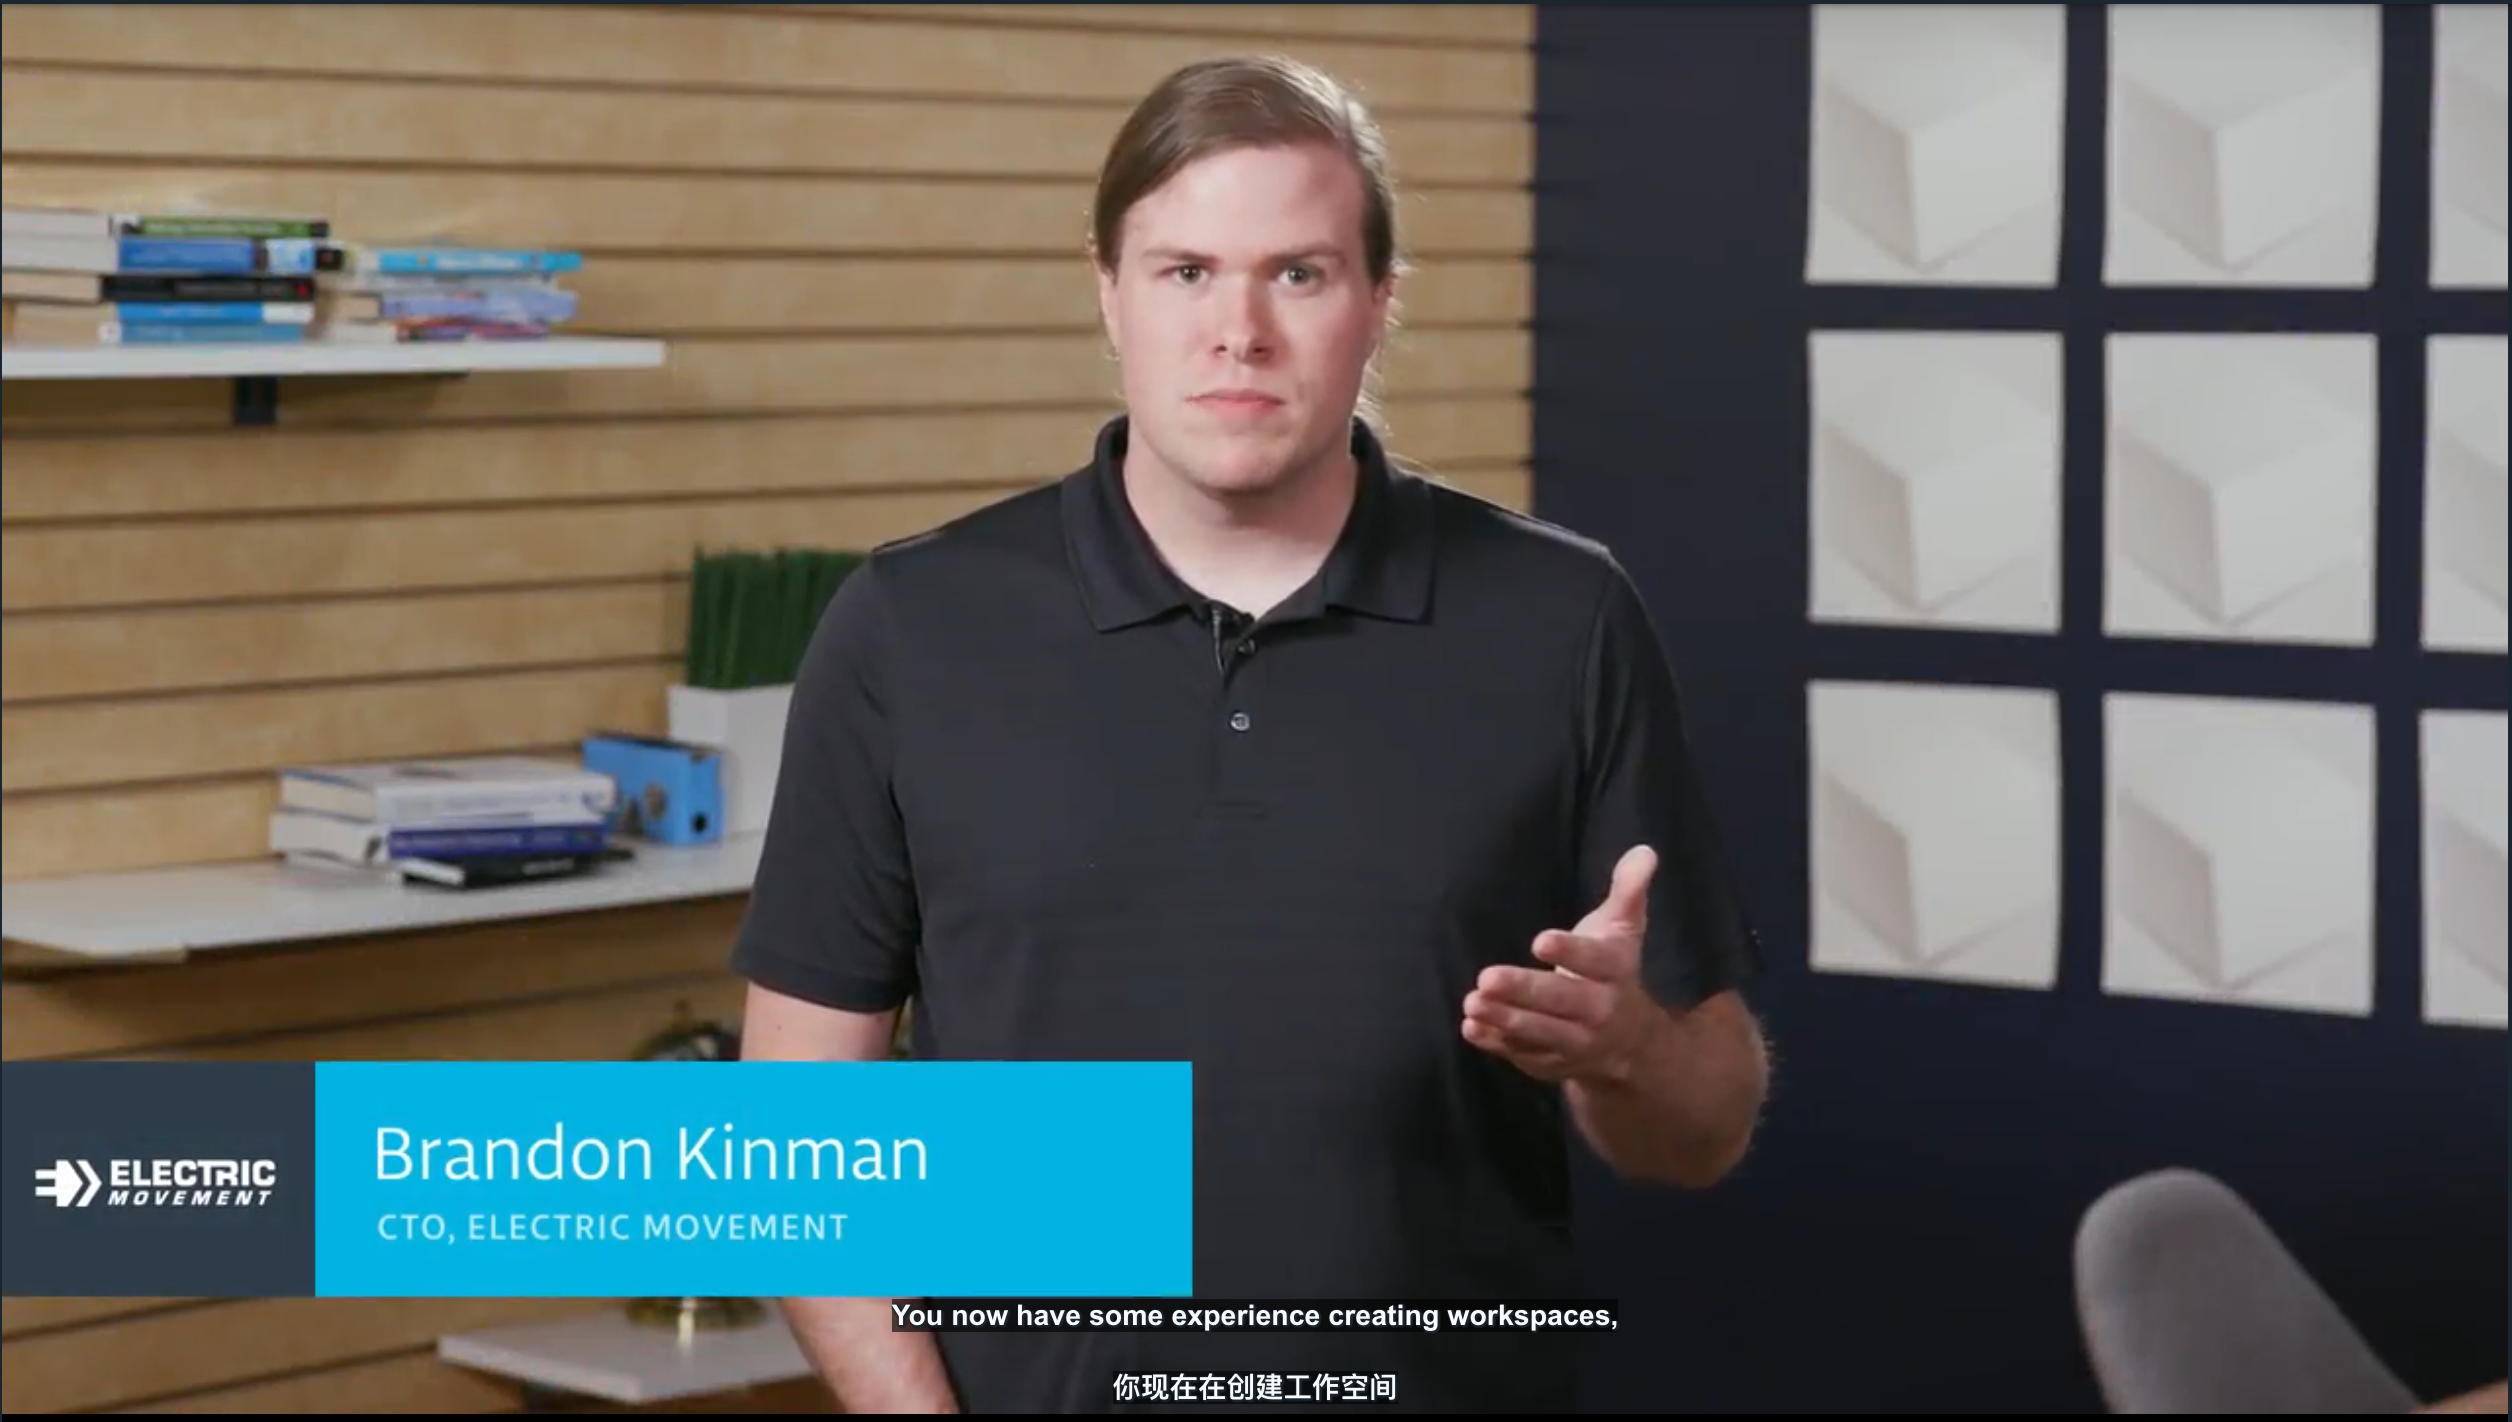 ELECTRIC
MOVEMENT
Brandon Kinman
CTO, ELECTRIC MOVEMENT
You now have some experience creating workspaces,
你现在在创建工作空间